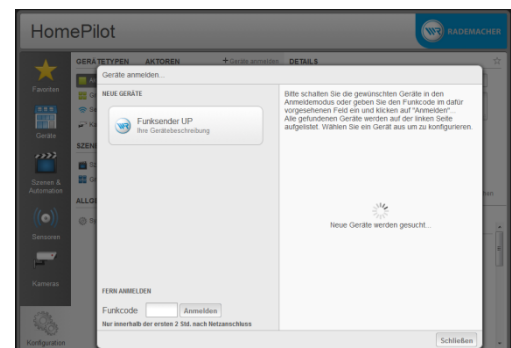 HomePilot
RADEMACHER
GERÄTETYPEN AKTOREN + Geräte anmelden DETAILS
Favoriten
Geräte
Szenen &
Automation
Sensoren
Kameras
Konfiguration
SZEN
ALLG
Geräte anmelden...
NEUE GERÄTE
Funksender UP
Ihre Gerätebeschreibung
Bitte schalten Sie die gewünschten Geräte in den
Anmeldemodus oder geben Sie den Funkcode im dafür
vorgesehenen Feld ein und klicken auf "Anmelden"...
Alle gefundenen Geräte werden auf der linken Seite
aufgelistet. Wählen Sie ein Gerät aus um zu konfigurieren.
Neue Geräte werden gesucht...
FERN ANMELDEN
Funkcode Anmelden
Nur innerhalb der ersten 2 Std. nach Netzanschluss
Schließen